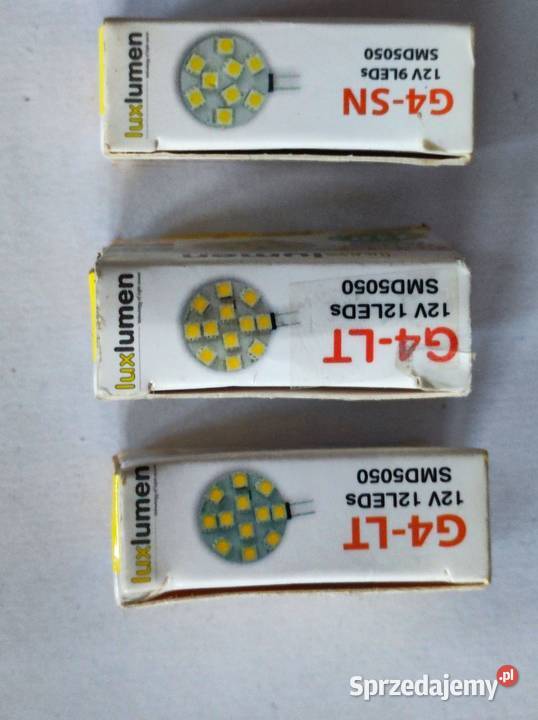 luxlumen
G4-SN
12V 9LEDs
SMD5050
luxlumen
luxlumen
G4-LT
12V 12LEDs
SMD5050
luxlumen
G4-LT
12V 12LEDs
SMD5050
Sprzedajemy.pl